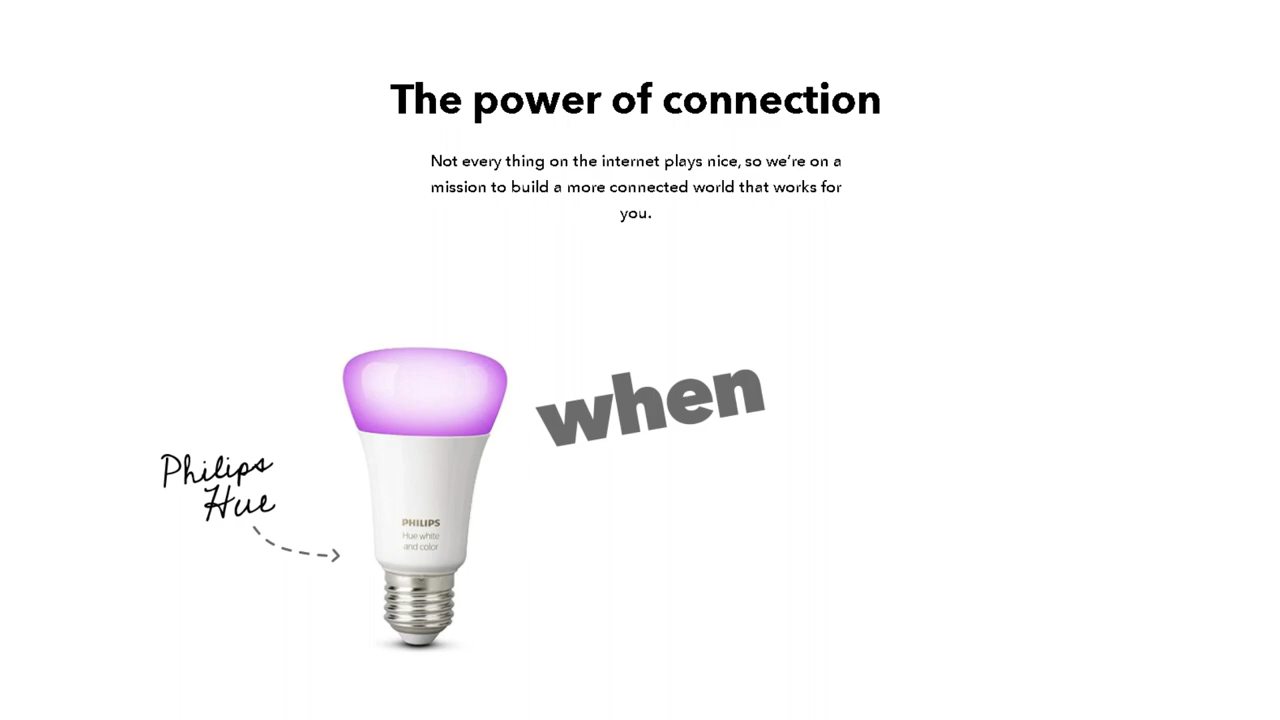 The power of connection
Not every thing on the internet plays nice, so we're on a
mission to build a more connected world that works for
you.
when
Philips
Hue
PHILIPS
Hue white
and color